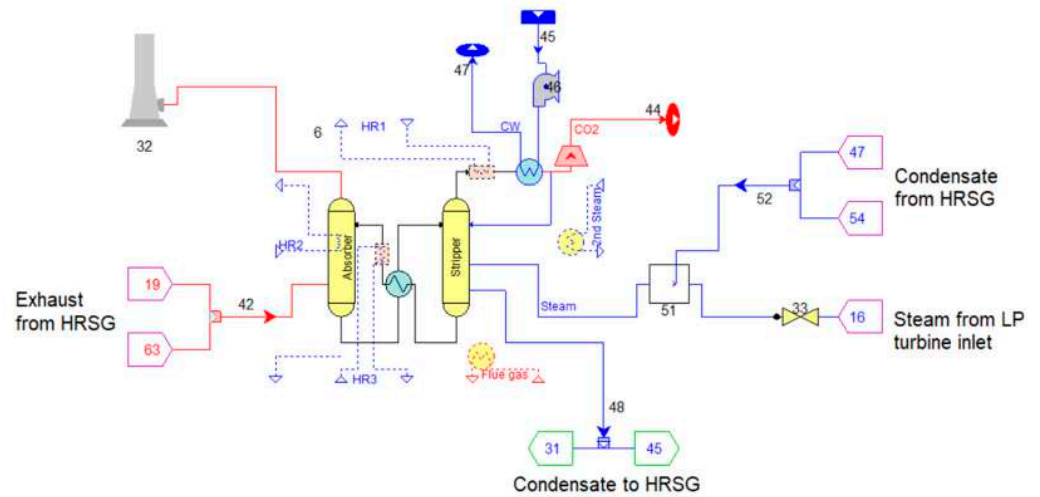 45
47
46
44
32
6
HR1
CW
CO2
47
Condensate
from HRSG
52
54
2nd Steam
HR2
Absorber
Stripper
Exhaust
from HRSG
19
42
63
Steam
51
33
16
Steam from LP
turbine inlet
HR3
Flue gas
48
31
45
Condensate to HRSG